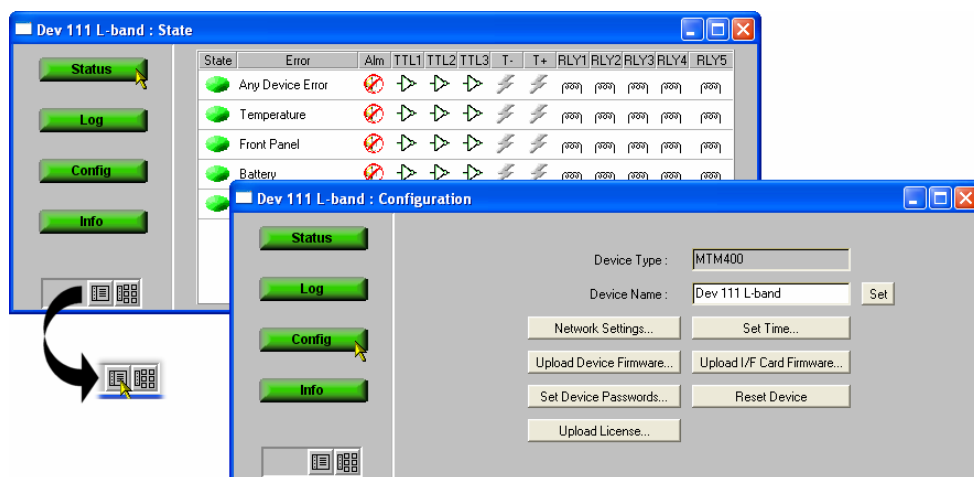 Dev 111 L-band : State
Status
Log
Config
Info
State Error Alm TTL1 TTL2 TTL3 T- T+ RLY1 RLY2 RLY3 RLY4 RLY5
Any Device Error
Temperature
Front Panel
Battery
Dev 111 L-band : Configuration
Status
Log
Config
Info
Device Type : MTM400
Device Name : Dev 111 L-band Set
Network Settings... Set Time...
Upload Device Firmware... Upload I/F Card Firmware...
Set Device Passwords... Reset Device
Upload License...